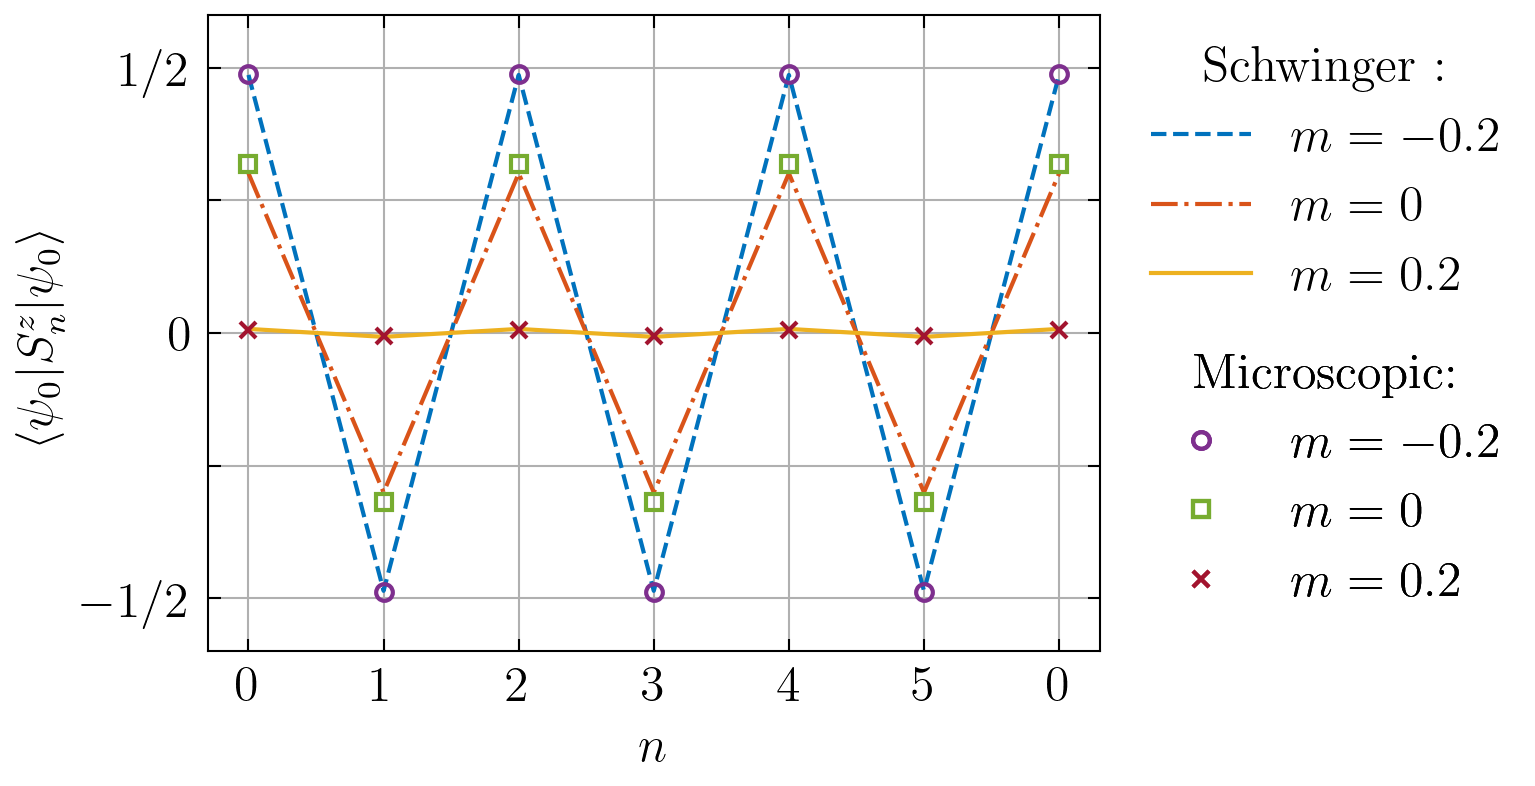 ⟨ψ₀|Sₙᶻ|ψ₀⟩
1/2
0
−1/2
0 1 2 3 4 5 0
n
Schwinger :
m = −0.2
m = 0
m = 0.2
Microscopic:
m = −0.2
m = 0
m = 0.2